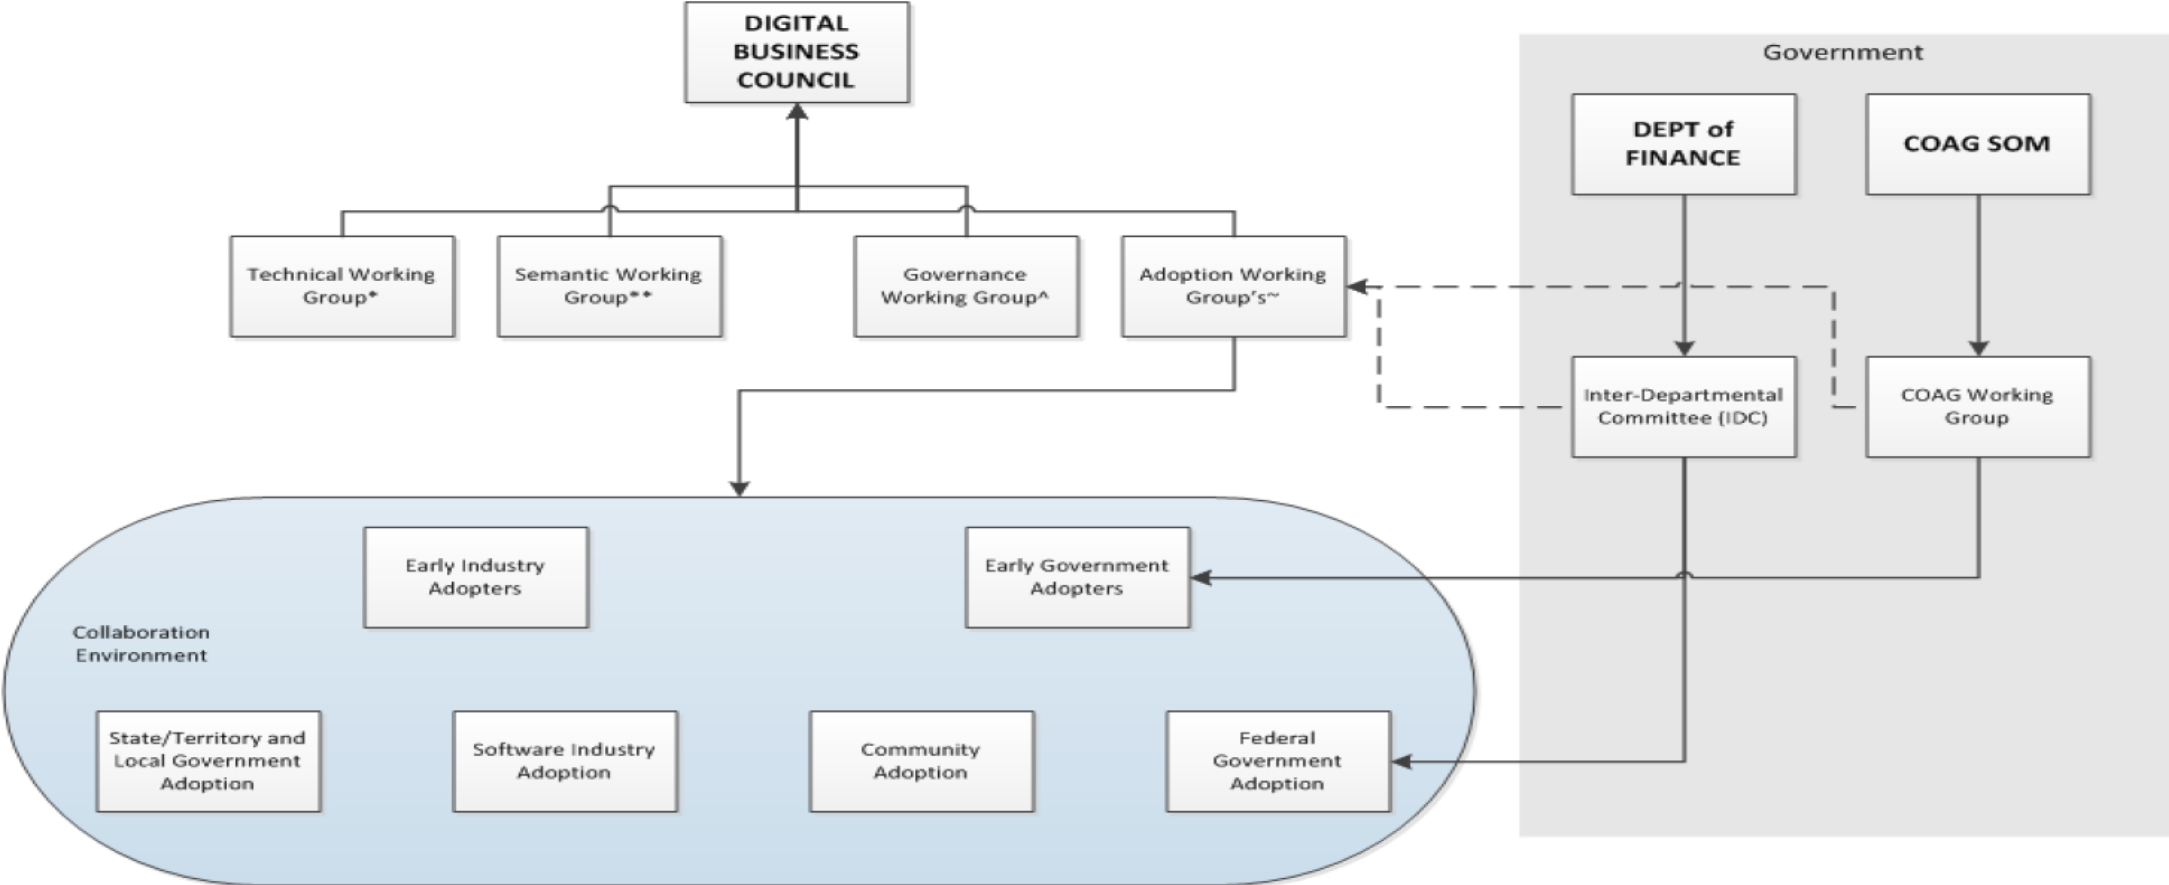 DIGITAL
BUSINESS
COUNCIL
Government
DEPT of
FINANCE
COAG SOM
Technical Working
Group*
Semantic Working
Group**
Governance
Working Group^
Adoption Working
Group's~
Inter-Departmental
Committee (IDC)
COAG Working
Group
Early Industry
Adopters
Early Government
Adopters
Collaboration
Environment
State/Territory and
Local Government
Adoption
Software Industry
Adoption
Community
Adoption
Federal
Government
Adoption